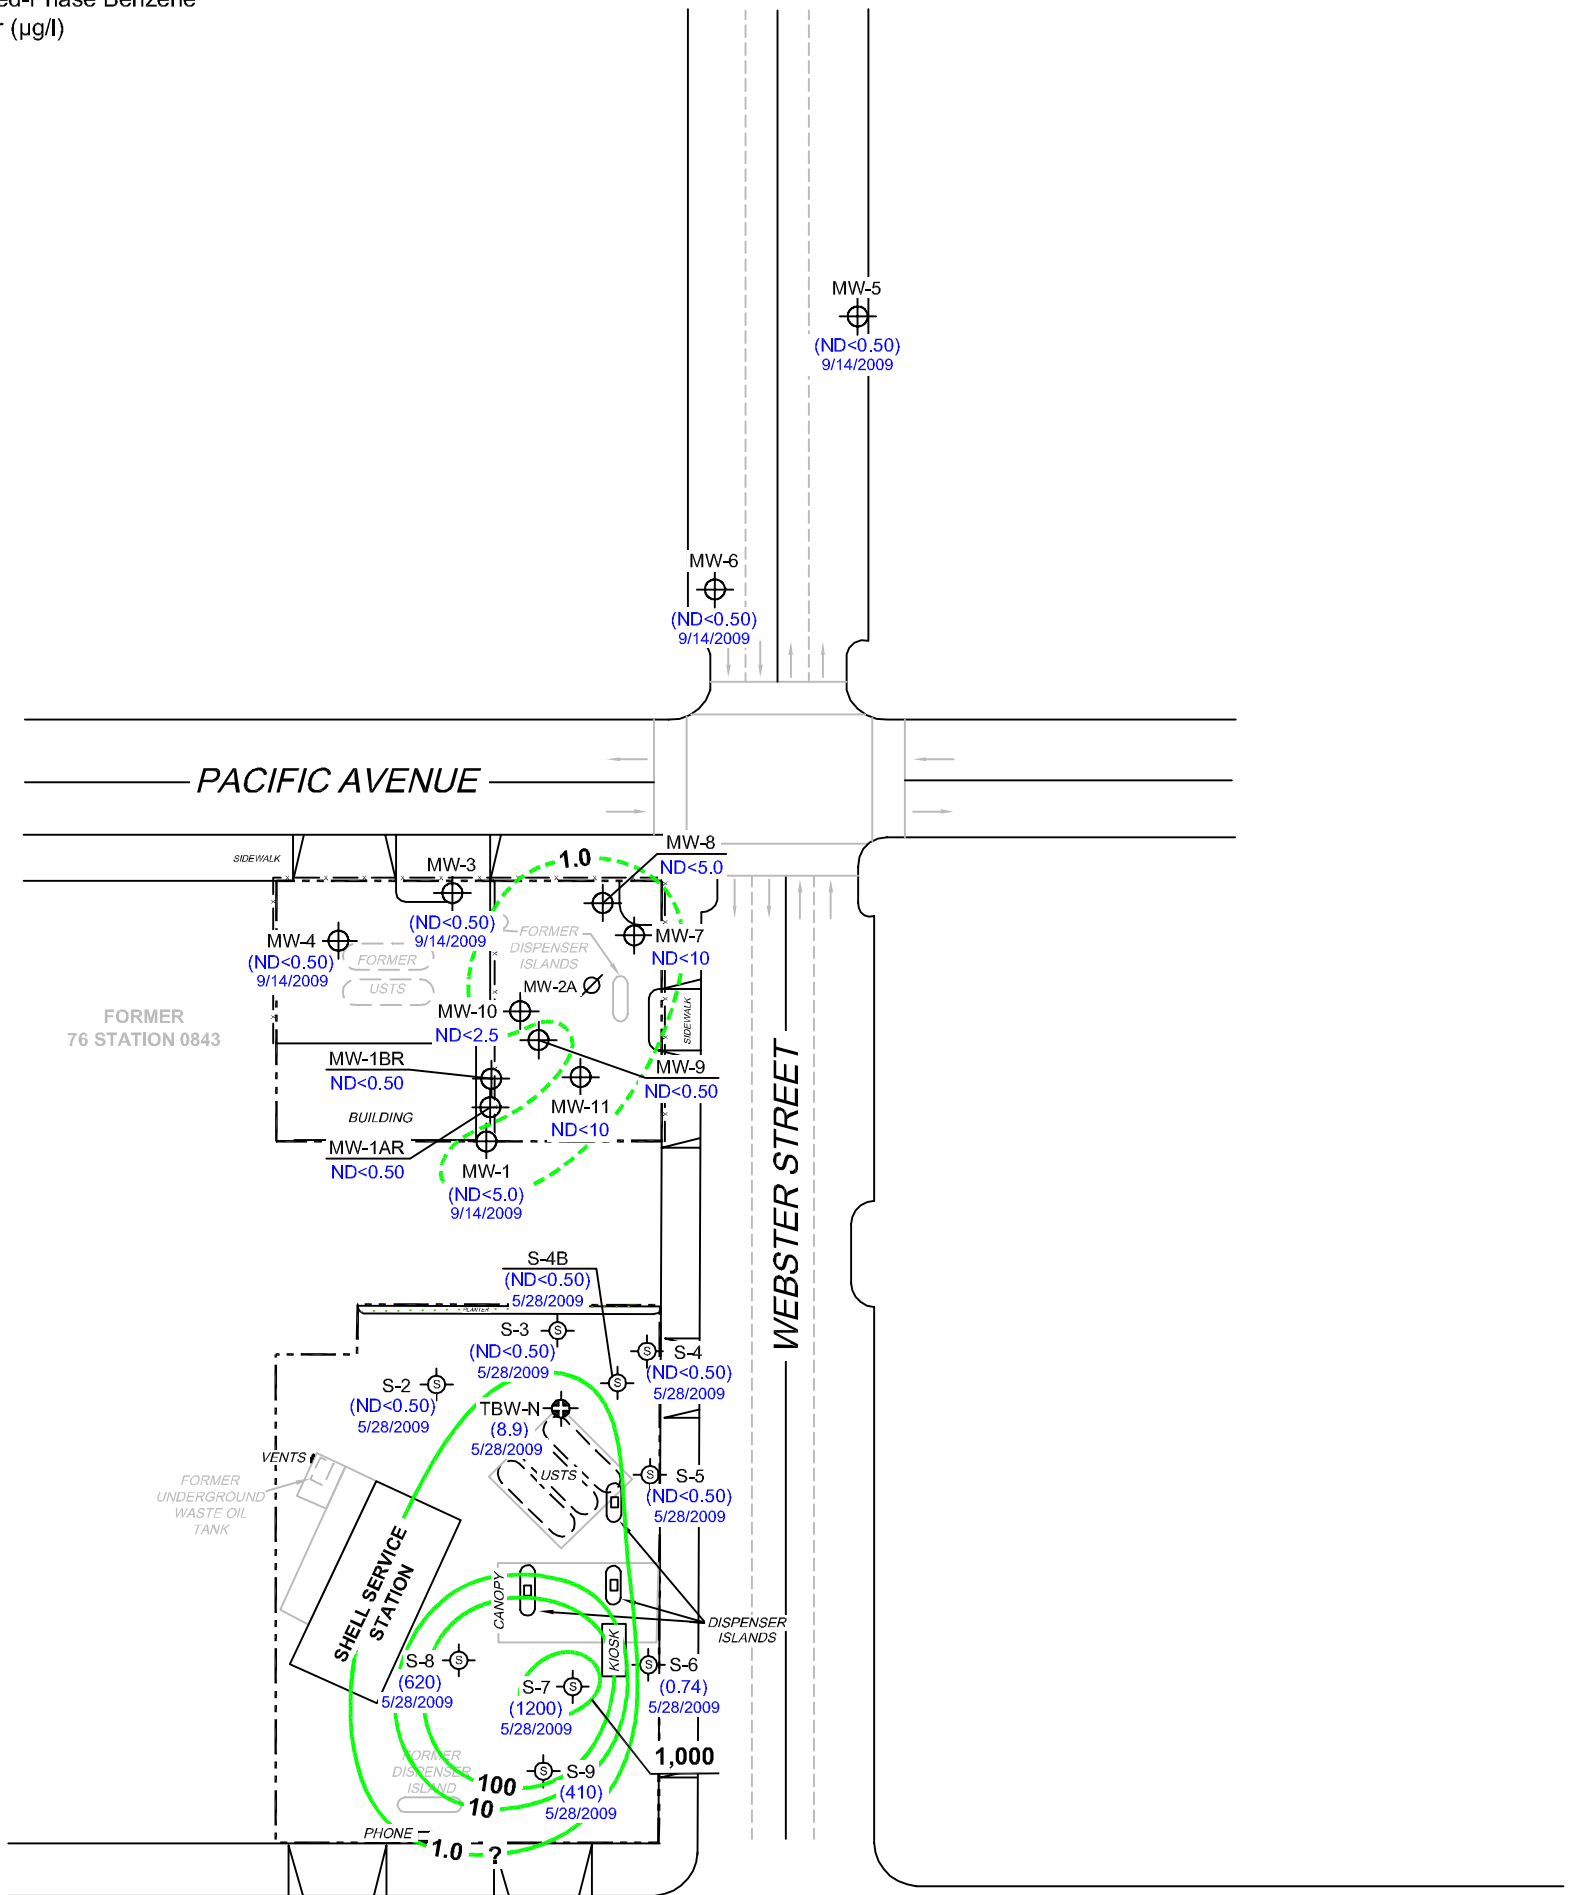 r (µg/l)
MW-5
(ND<0.50)
9/14/2009
MW-6
(ND<0.50)
9/14/2009
PACIFIC AVENUE
SIDEWALK
MW-3
(ND<0.50)
9/14/2009
1.0
MW-8
ND<5.0
MW-4
(ND<0.50)
9/14/2009
FORMER
USTS
FORMER
DISPENSER
ISLANDS
MW-7
ND<10
MW-2A
MW-10
ND<2.5
SIDEWALK
FORMER
76 STATION 0843
MW-1BR
ND<0.50
MW-9
ND<0.50
BUILDING
MW-11
ND<10
MW-1AR
ND<0.50
MW-1
(ND<5.0)
9/14/2009
WEBSTER STREET
S-4B
(ND<0.50)
5/28/2009
PLANTER
S-3
(ND<0.50)
5/28/2009
S
S
S-4
(ND<0.50)
5/28/2009
S-2
(ND<0.50)
5/28/2009
S
S
TBW-N
(8.9)
5/28/2009
VENTS
USTS
S
S-5
(ND<0.50)
5/28/2009
FORMER
UNDERGROUND
WASTE OIL
TANK
SHELL SERVICE
STATION
CANOPY
KIOSK
DISPENSER
ISLANDS
S-8
(620)
5/28/2009
S
S-7
(1200)
5/28/2009
S
S
S-6
(0.74)
5/28/2009
1,000
FORMER
DISPENSER
ISLAND
S
S-9
(410)
5/28/2009
100
10
PHONE
1.0
?